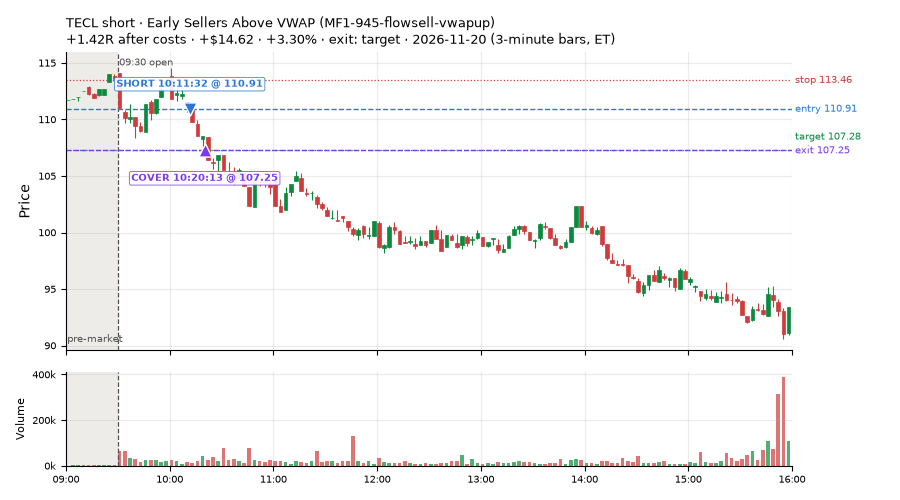 TECL short · Early Sellers Above VWAP (MF1-945-flowsell-vwapup)
+1.42R after costs · +$14.62 · +3.30% · exit: target · 2026-11-20 (3-minute bars, ET)
09:30 open
SHORT 10:11:32 @ 110.91
COVER 10:20:13 @ 107.25
pre-market
stop 113.46
entry 110.91
target 107.28
exit 107.25
Price
115
110
105
100
95
90
Volume
400k
200k
0k
09:00
10:00
11:00
12:00
13:00
14:00
15:00
16:00